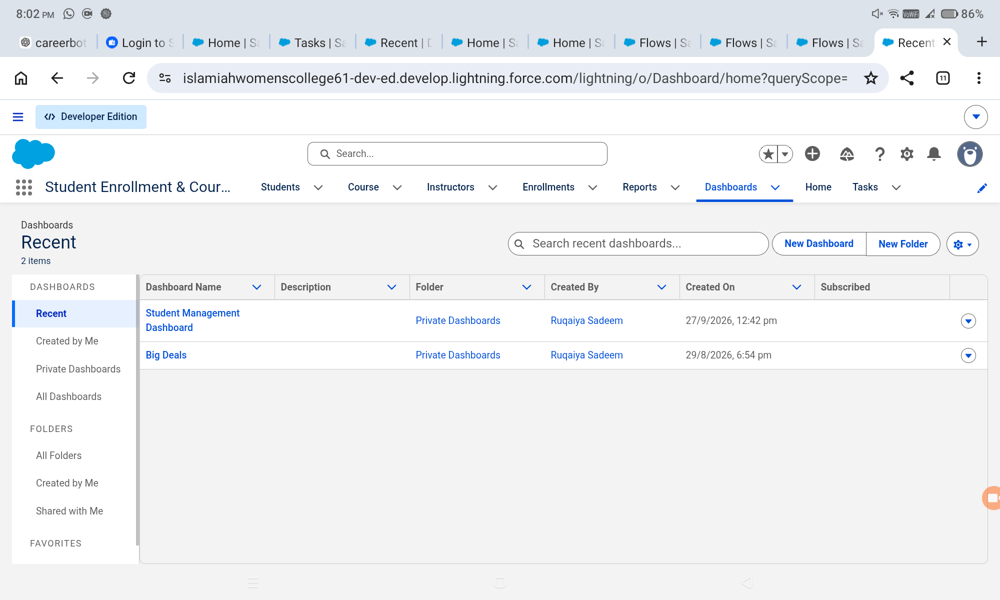 8:02 PM
VoWiFi
86%
careerbot
Login to S
Home | Sa
Tasks | Sa
Recent | D
Home | Sa
Home | Sa
Flows | Sa
Flows | Sa
Flows | Sa
Recent
islamiahwomenscollege61-dev-ed.develop.lightning.force.com/lightning/o/Dashboard/home?queryScope=
11
Developer Edition
Search...
Student Enrollment & Cour...
Students
Course
Instructors
Enrollments
Reports
Dashboards
Home
Tasks
Dashboards
Recent
2 items
Search recent dashboards...
New Dashboard
New Folder
DASHBOARDS
Recent
Created by Me
Private Dashboards
All Dashboards
FOLDERS
All Folders
Created by Me
Shared with Me
FAVORITES
Dashboard Name
Description
Folder
Created By
Created On
Subscribed
Student Management
Dashboard
Private Dashboards
Ruqaiya Sadeem
27/9/2026, 12:42 pm
Big Deals
Private Dashboards
Ruqaiya Sadeem
29/8/2026, 6:54 pm